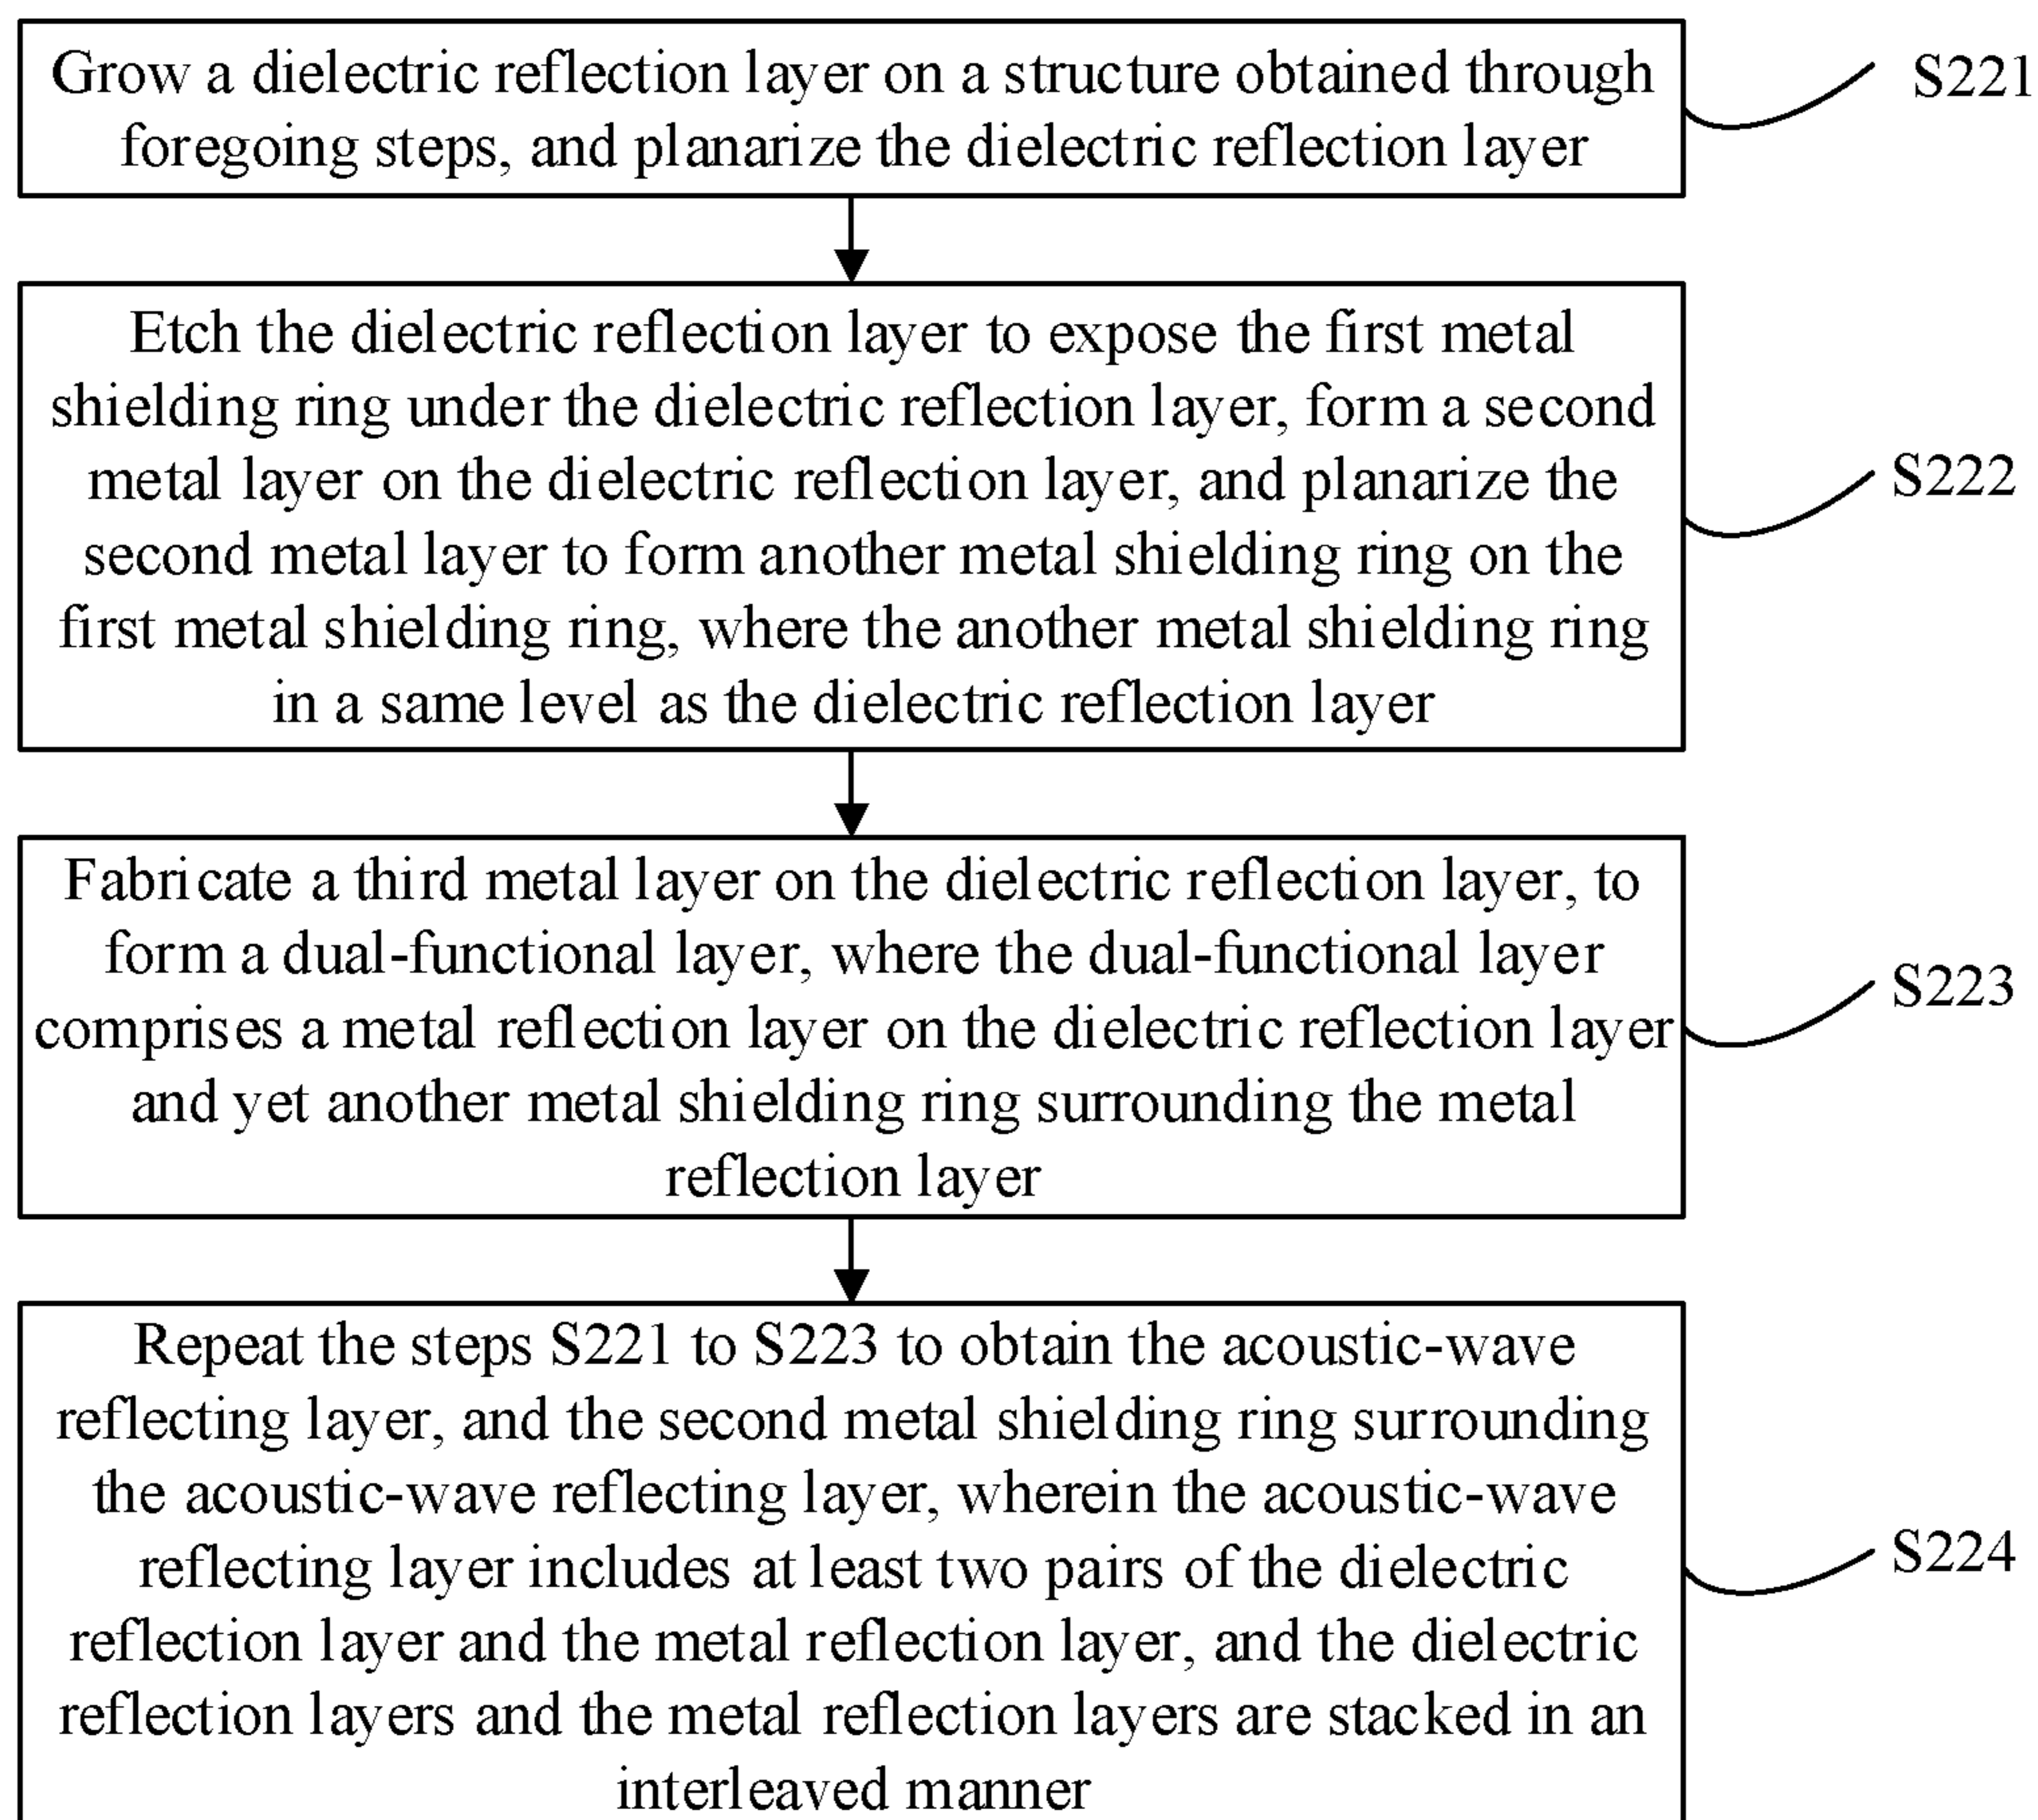 Grow a dielectric reflection layer on a structure obtained through
foregoing steps, and planarize the dielectric reflection layer
S221
Etch the dielectric reflection layer to expose the first metal
shielding ring under the dielectric reflection layer, form a second
metal layer on the dielectric reflection layer, and planarize the
second metal layer to form another metal shielding ring on the
first metal shielding ring, where the another metal shielding ring
in a same level as the dielectric reflection layer
S222
Fabricate a third metal layer on the dielectric reflection layer, to
form a dual-functional layer, where the dual-functional layer
comprises a metal reflection layer on the dielectric reflection layer
and yet another metal shielding ring surrounding the metal
reflection layer
S223
Repeat the steps S221 to S223 to obtain the acoustic-wave
reflecting layer, and the second metal shielding ring surrounding
the acoustic-wave reflecting layer, wherein the acoustic-wave
reflecting layer includes at least two pairs of the dielectric
reflection layer and the metal reflection layer, and the dielectric
reflection layers and the metal reflection layers are stacked in an
interleaved manner
S224